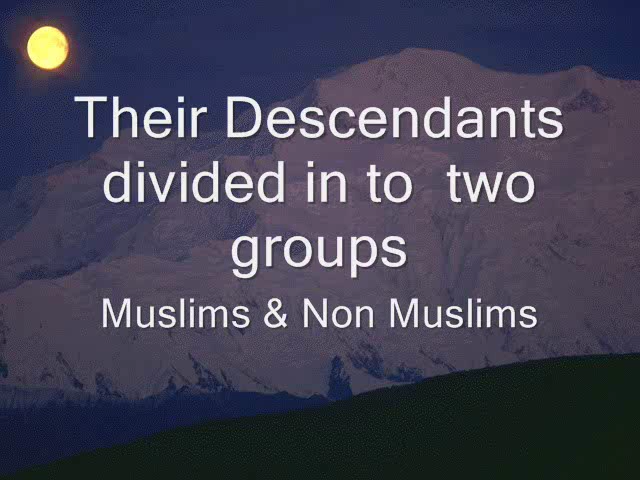 Their Descendants
divided in to  two
groups
Muslims & Non Muslims